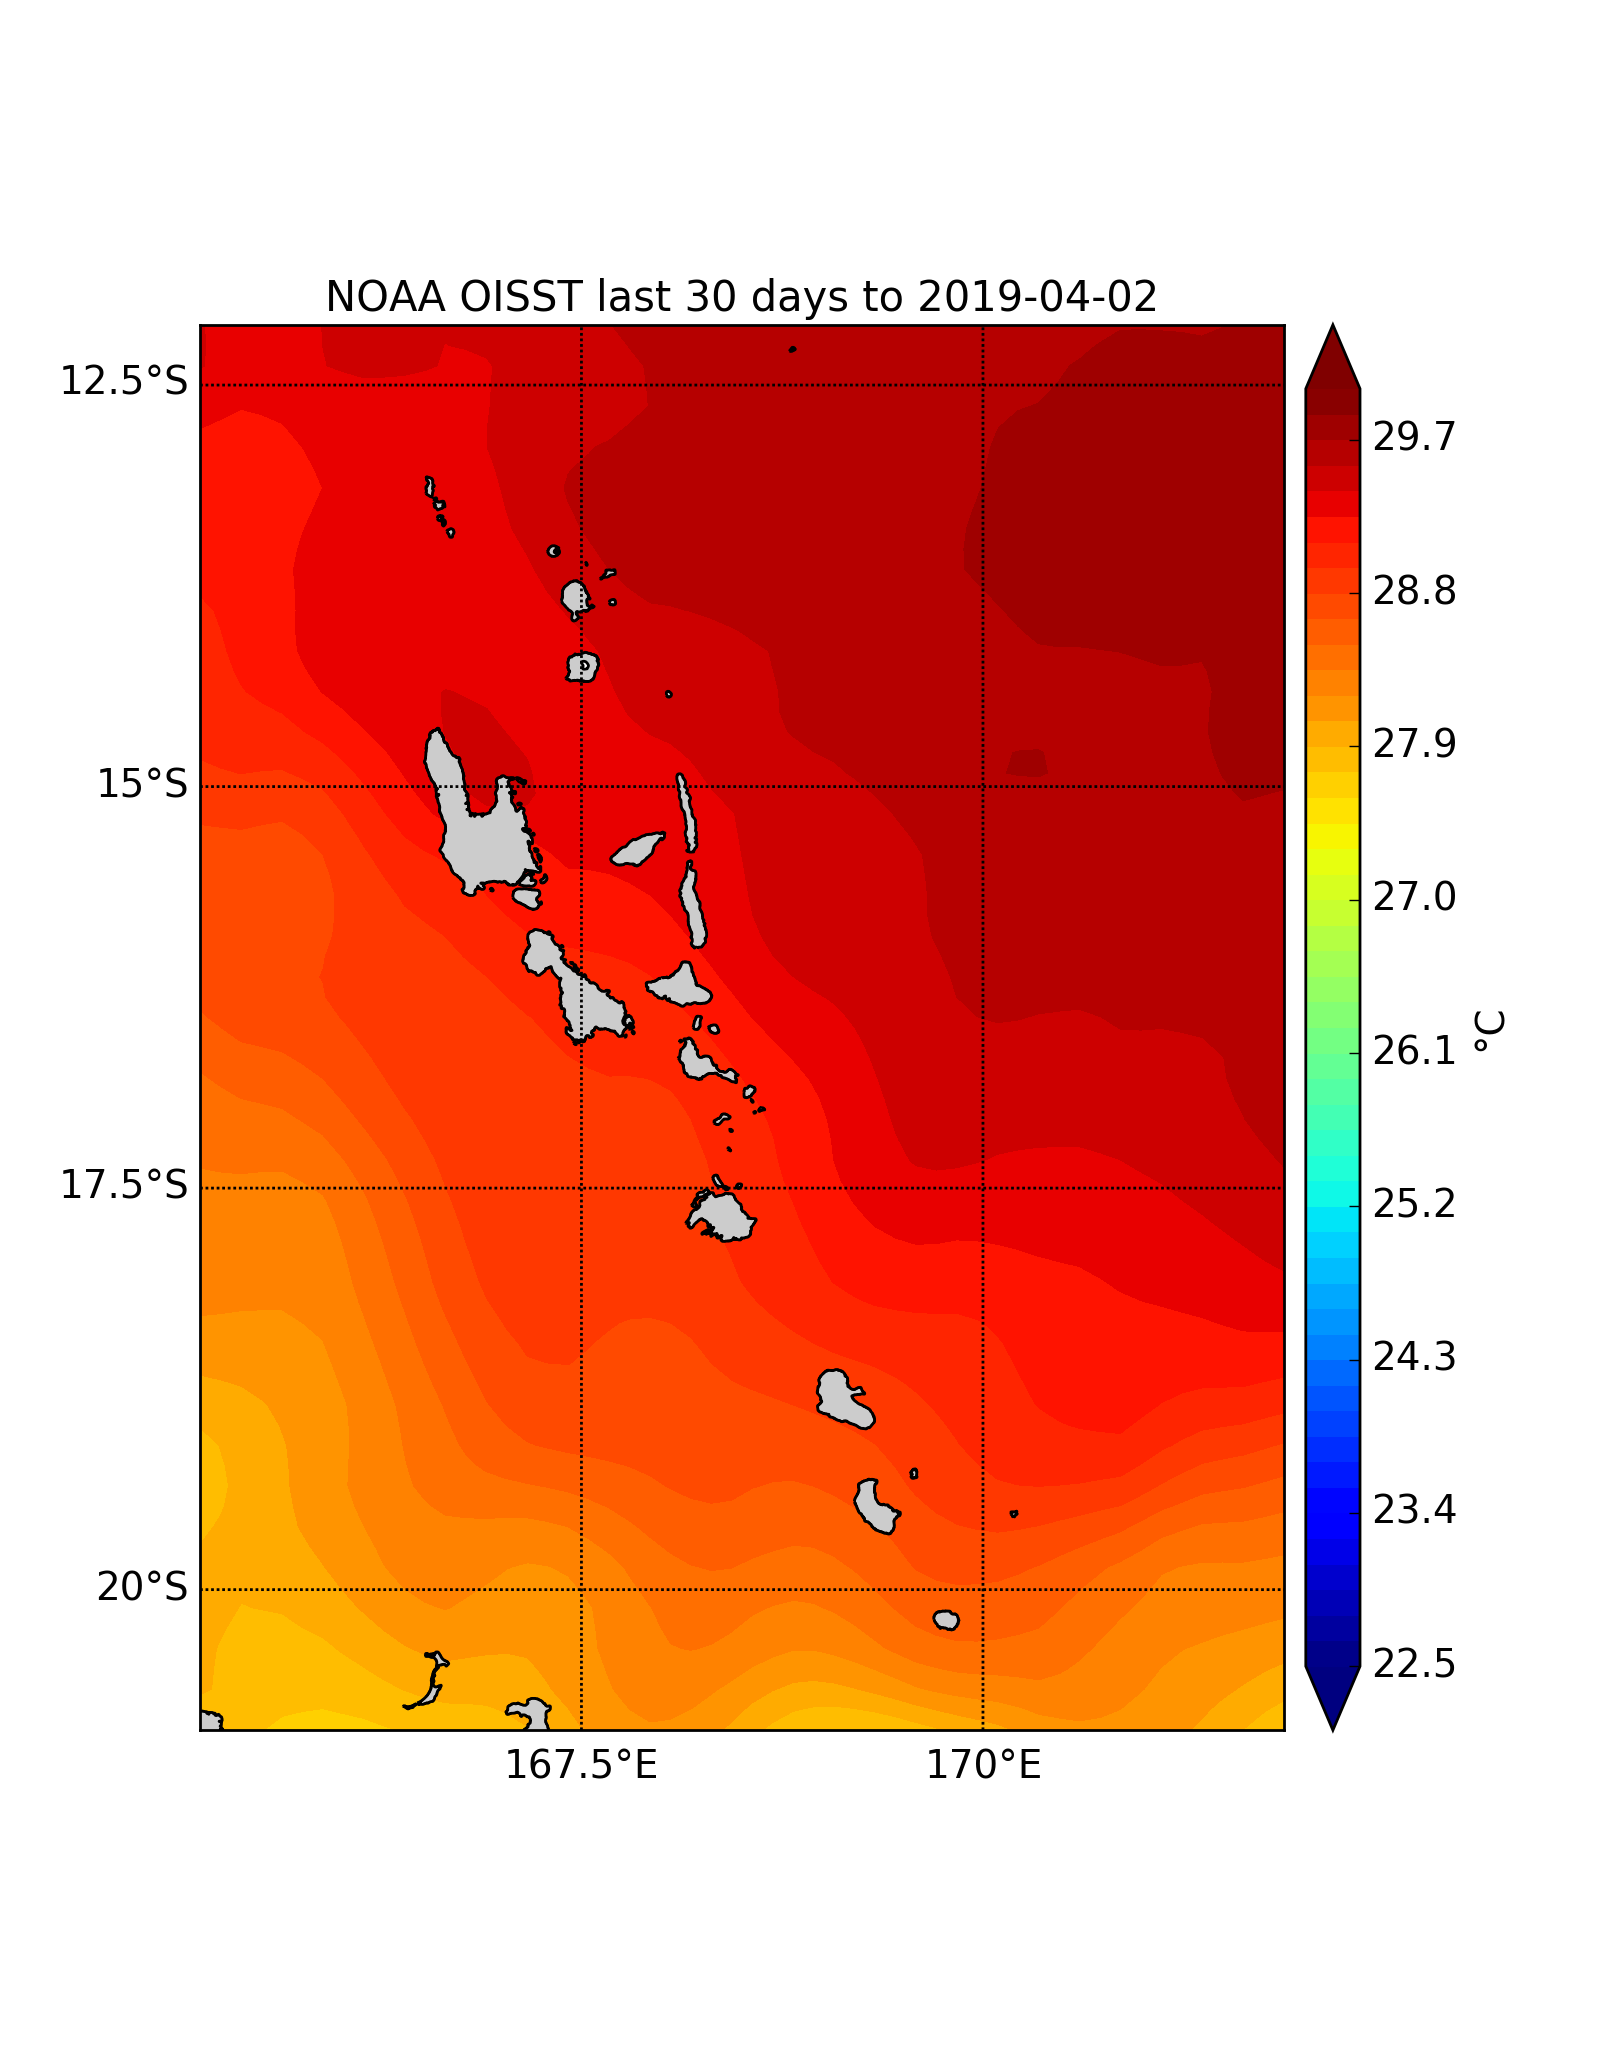 NOAA OISST last 30 days to 2019-04-02
12.5°S
15°S
17.5°S
20°S
167.5°E
170°E
29.7
28.8
27.9
27.0
26.1
25.2
24.3
23.4
22.5
°C